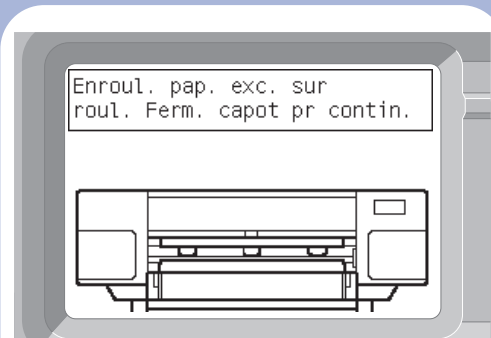 Enroul. pap. exc. sur
roul. Ferm. capot pr contin.